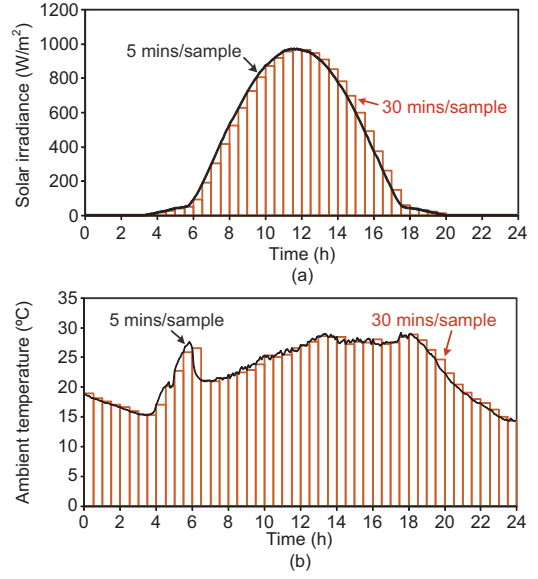 1200
1000
800
600
400
200
0
Solar irradiance (W/m²)
5 mins/sample
30 mins/sample
0 2 4 6 8 10 12 14 16 18 20 22 24
Time (h)
(a)
35
30
25
20
15
10
5
0
Ambient temperature (ºC)
5 mins/sample
30 mins/sample
0 2 4 6 8 10 12 14 16 18 20 22 24
Time (h)
(b)